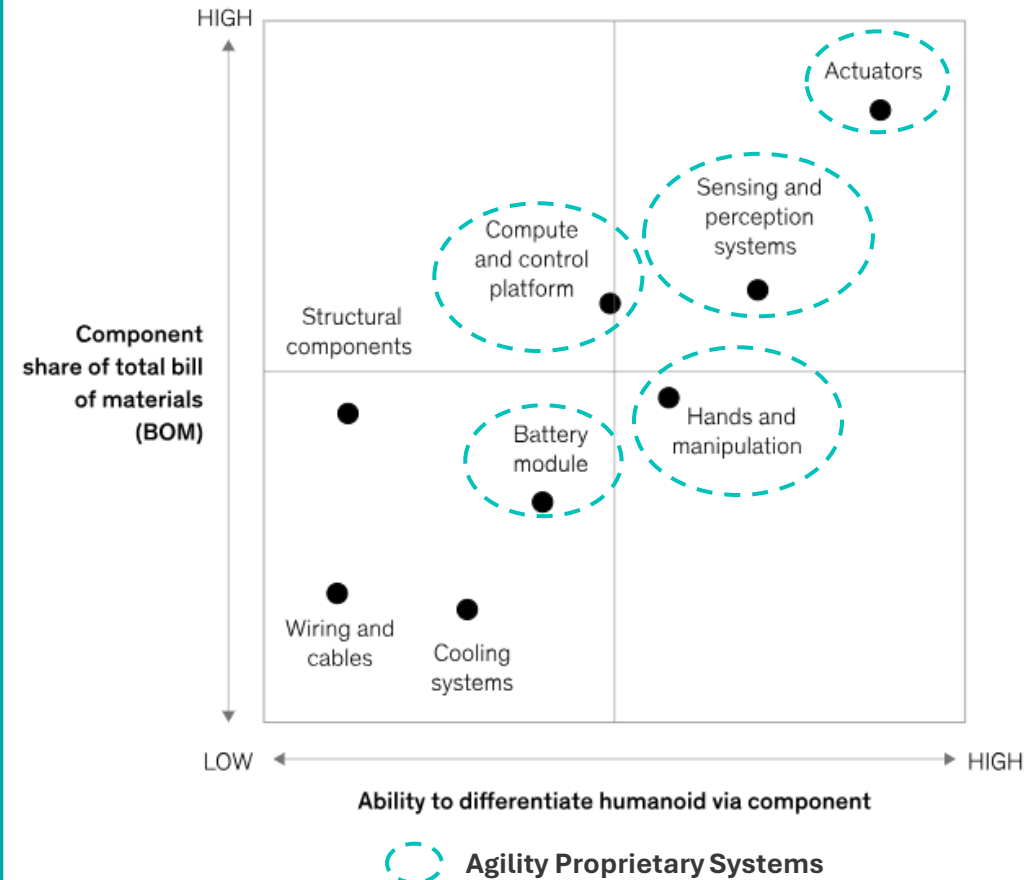 HIGH
Actuators
Sensing and
perception
systems
Compute
and control
platform
Structural
components
Component
share of total bill
of materials
(BOM)
Hands and
manipulation
Battery
module
Wiring and
cables
Cooling
systems
LOW
HIGH
Ability to differentiate humanoid via component
Agility Proprietary Systems